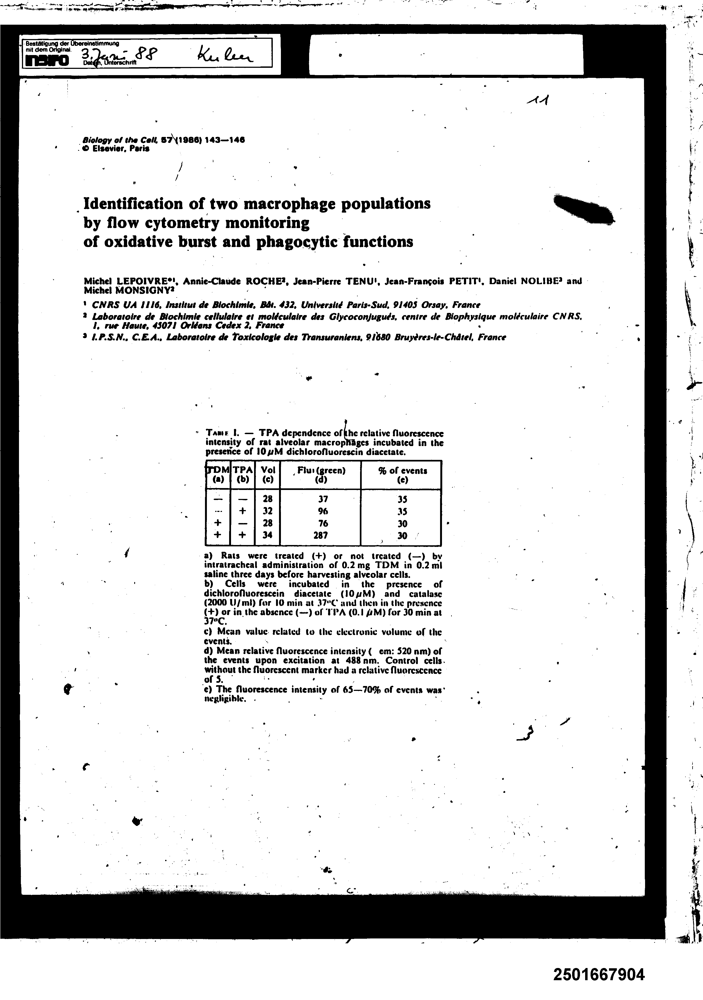 Bestätigung der Übereinstimmung
mit dem Original
3. Juni 88
Datum, Unterschrift
11
Biology of the Cell, 57 (1986) 143—146
© Elsevier, Paris
Identification of two macrophage populations
by flow cytometry monitoring
of oxidative burst and phagocytic functions
Michel LEPOIVRE*¹, Annie-Claude ROCHE², Jean-Pierre TENU¹, Jean-François PETIT¹, Daniel NOLIBE³ and
Michel MONSIGNY²
¹ CNRS UA 1116, Institut de Biochimie, Bât. 432, Université Paris-Sud, 91405 Orsay, France
² Laboratoire de Biochimie cellulaire et moléculaire des Glycoconjugués, centre de Biophysique moléculaire CNRS,
1, rue Haute, 45071 Orléans Cedex 2, France
³ I.P.S.N., C.E.A., Laboratoire de Toxicologie des Transuraniens, 91680 Bruyères-le-Châtel, France
TABLE I. — TPA dependence of the relative fluorescence
intensity of rat alveolar macrophages incubated in the
presence of 10 µM dichlorofluorescin diacetate.
TDM TPA Vol Flu (green) % of events
(a) (b) (c) (d) (e)
— — 28 37 35
— + 32 96 35
+ — 28 76 30
+ + 34 287 30
a) Rats were treated (+) or not treated (—) by
intratracheal administration of 0.2 mg TDM in 0.2 ml
saline three days before harvesting alveolar cells.
b) Cells were incubated in the presence of
dichlorofluorescein diacetate (10 µM) and catalase
(2000 U/ml) for 10 min at 37°C and then in the presence
(+) or in the absence (—) of TPA (0.1 µM) for 30 min at
37°C.
c) Mean value related to the electronic volume of the
events.
d) Mean relative fluorescence intensity ( em: 520 nm) of
the events upon excitation at 488 nm. Control cells
without the fluorescent marker had a relative fluorescence
of 5.
e) The fluorescence intensity of 65—70% of events was
negligible.
2501667904